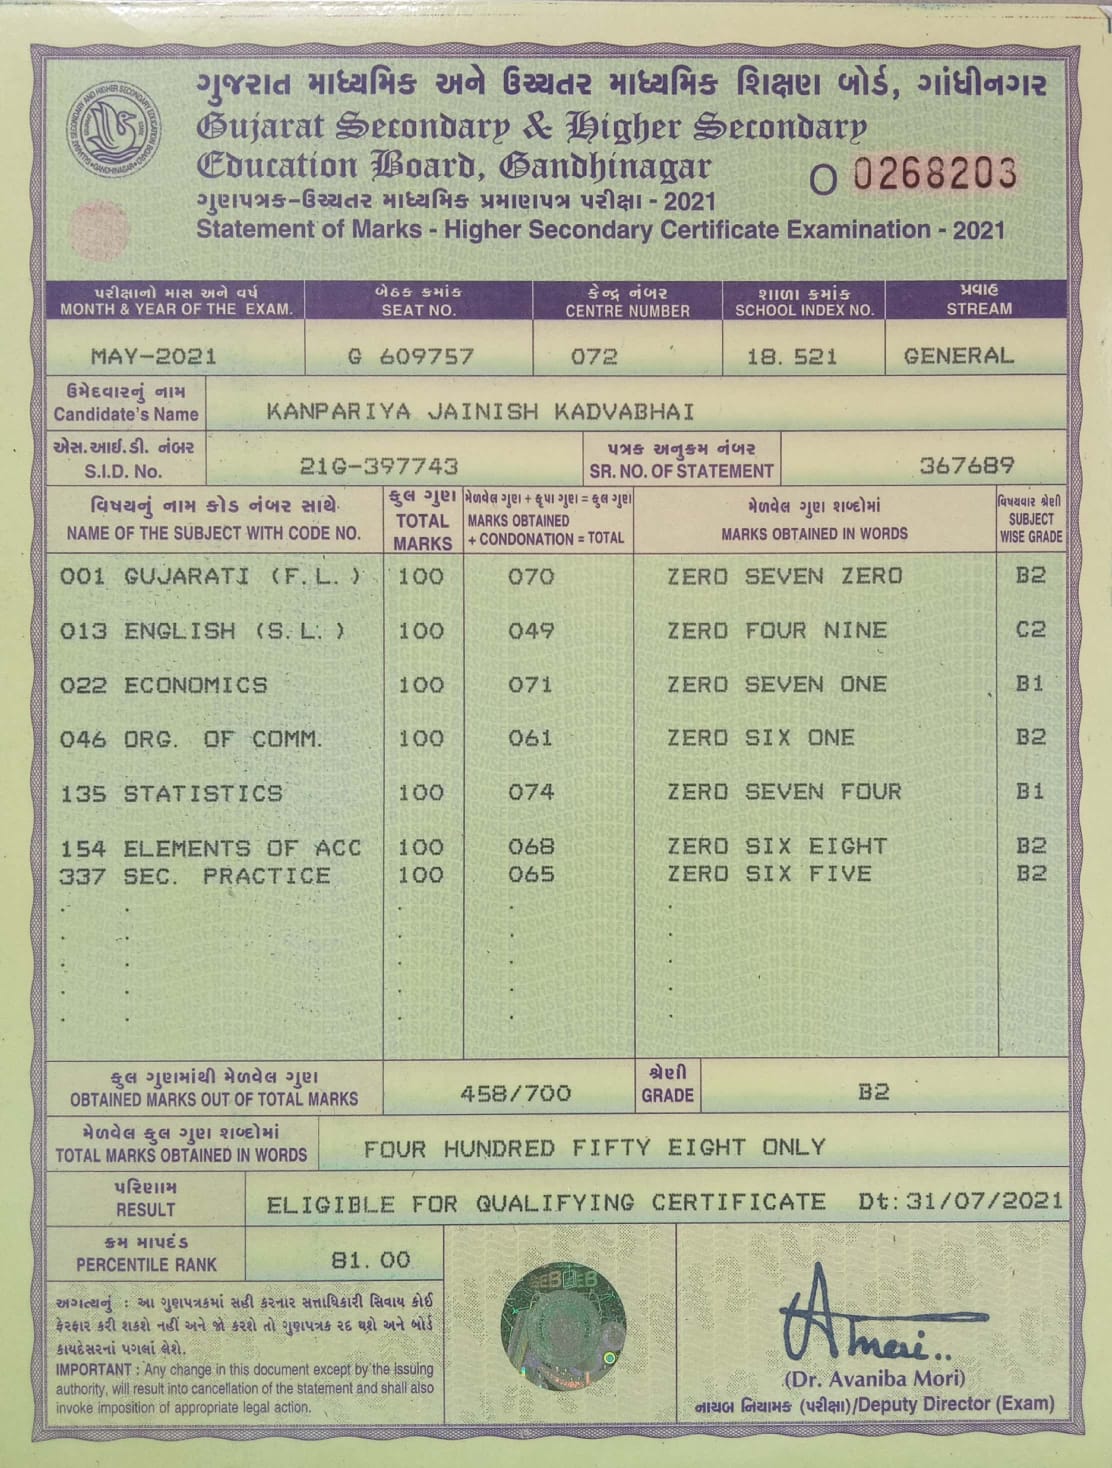 ગુજરાત માધ્યમિક અને ઉચ્ચતર માધ્યમિક શિક્ષણ બોર્ડ, ગાંધીનગર
Gujarat Secondary & Higher Secondary
Education Board, Gandhinagar
O 0268203
ગુણપત્રક-ઉચ્ચતર માધ્યમિક પ્રમાણપત્ર પરીક્ષા - 2021
Statement of Marks - Higher Secondary Certificate Examination - 2021
પરીક્ષાનો માસ અને વર્ષ બેઠક ક્રમાંક કેન્દ્ર નંબર શાળા ક્રમાંક પ્રવાહ
MONTH & YEAR OF THE EXAM. SEAT NO. CENTRE NUMBER SCHOOL INDEX NO. STREAM
MAY-2021 G 609757 072 18. 521 GENERAL
ઉમેદવારનું નામ
Candidate's Name KANPARIYA JAINISH KADVABHAI
એસ.આઈ.ડી. નંબર પત્રક અનુક્રમ નંબર
S.I.D. No. 21G-397743 SR. NO. OF STATEMENT 367689
વિષયનું નામ કોડ નંબર સાથે કુલ ગુણ મેળવેલ ગુણ + કૃપા ગુણ = કુલ ગુણ મેળવેલ ગુણ શબ્દોમાં વિષયવાર શ્રેણી
NAME OF THE SUBJECT WITH CODE NO. TOTAL MARKS MARKS OBTAINED + CONDONATION = TOTAL MARKS OBTAINED IN WORDS SUBJECT WISE GRADE
001 GUJARATI (F. L. ) 100 070 ZERO SEVEN ZERO B2
013 ENGLISH (S. L. ) 100 049 ZERO FOUR NINE C2
022 ECONOMICS 100 071 ZERO SEVEN ONE B1
046 ORG. OF COMM. 100 061 ZERO SIX ONE B2
135 STATISTICS 100 074 ZERO SEVEN FOUR B1
154 ELEMENTS OF ACC 100 068 ZERO SIX EIGHT B2
337 SEC. PRACTICE 100 065 ZERO SIX FIVE B2
કુલ ગુણમાંથી મેળવેલ ગુણ શ્રેણી
OBTAINED MARKS OUT OF TOTAL MARKS 458/700 GRADE B2
મેળવેલ કુલ ગુણ શબ્દોમાં
TOTAL MARKS OBTAINED IN WORDS FOUR HUNDRED FIFTY EIGHT ONLY
પરિણામ
RESULT ELIGIBLE FOR QUALIFYING CERTIFICATE Dt:31/07/2021
ક્રમ માપદંડ
PERCENTILE RANK 81. 00
અગત્યનું : આ ગુણપત્રકમાં સહી કરનાર સત્તાધિકારી સિવાય કોઈ
ફેરફાર કરી શકશે નહીં અને જો કરશે તો ગુણપત્રક રદ થશે અને બોર્ડ
કાયદેસરનાં પગલાં લેશે.
IMPORTANT : Any change in this document except by the issuing
authority, will result into cancellation of the statement and shall also
invoke imposition of appropriate legal action.
(Dr. Avaniba Mori)
નાયબ નિયામક (પરીક્ષા)/Deputy Director (Exam)